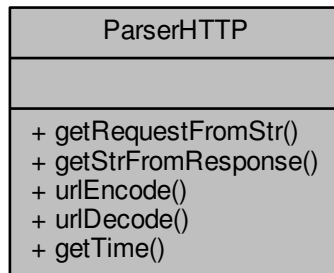 ParserHTTP
+ getRequestFromStr()
+ getStrFromResponse()
+ urlEncode()
+ urlDecode()
+ getTime()